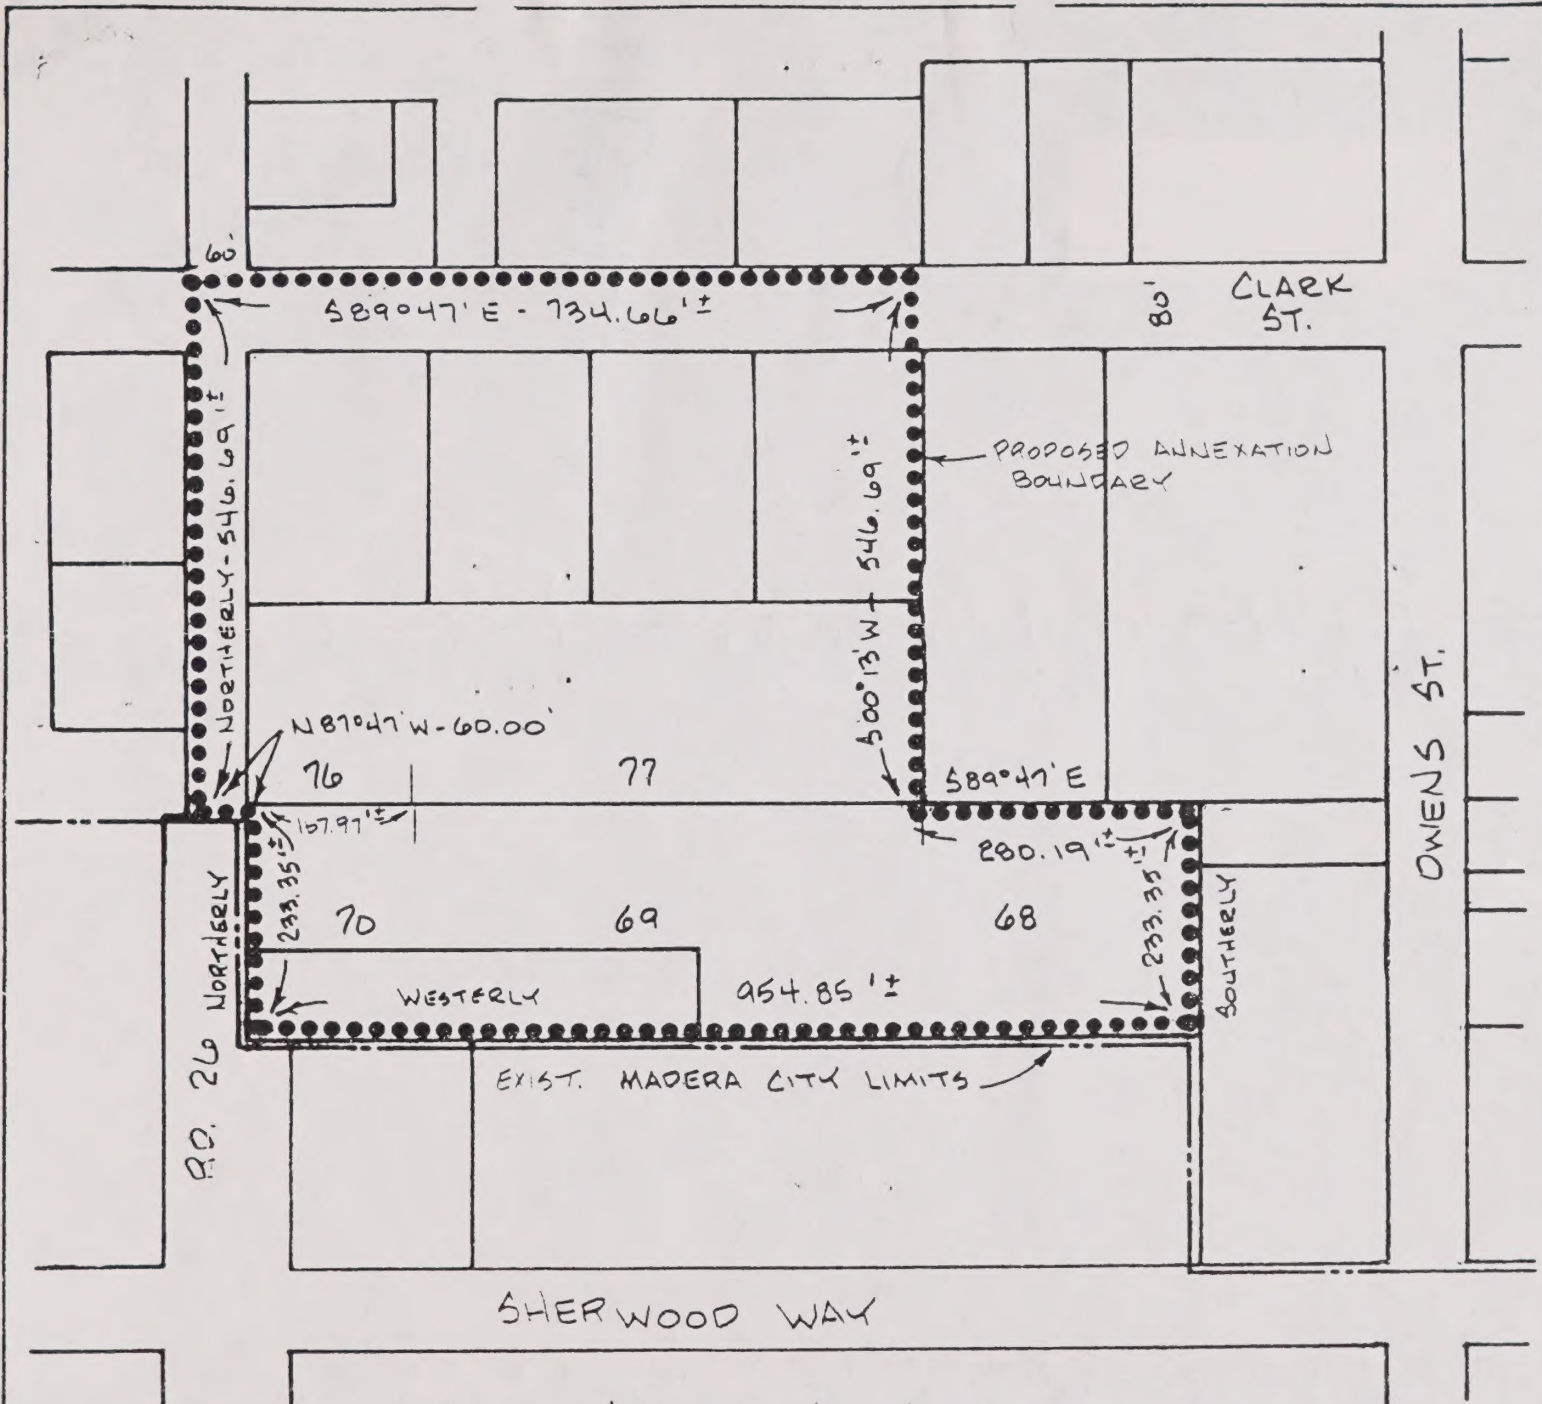 60'
S89°47'E - 734.66'±
80'
CLARK
ST.
NORTHERLY - 546.69'±
S00°13'W - 546.69'±
PROPOSED ANNEXATION
BOUNDARY
N87°47'W-60.00'
76
77
S89°47'E
157.97'±
280.19'±
OWENS ST.
233.35'±
70
69
68
233.35'±
NORTHERLY
SOUTHERLY
WESTERLY
954.85'±
RD. 26
EXIST. MADERA CITY LIMITS
SHERWOOD WAY